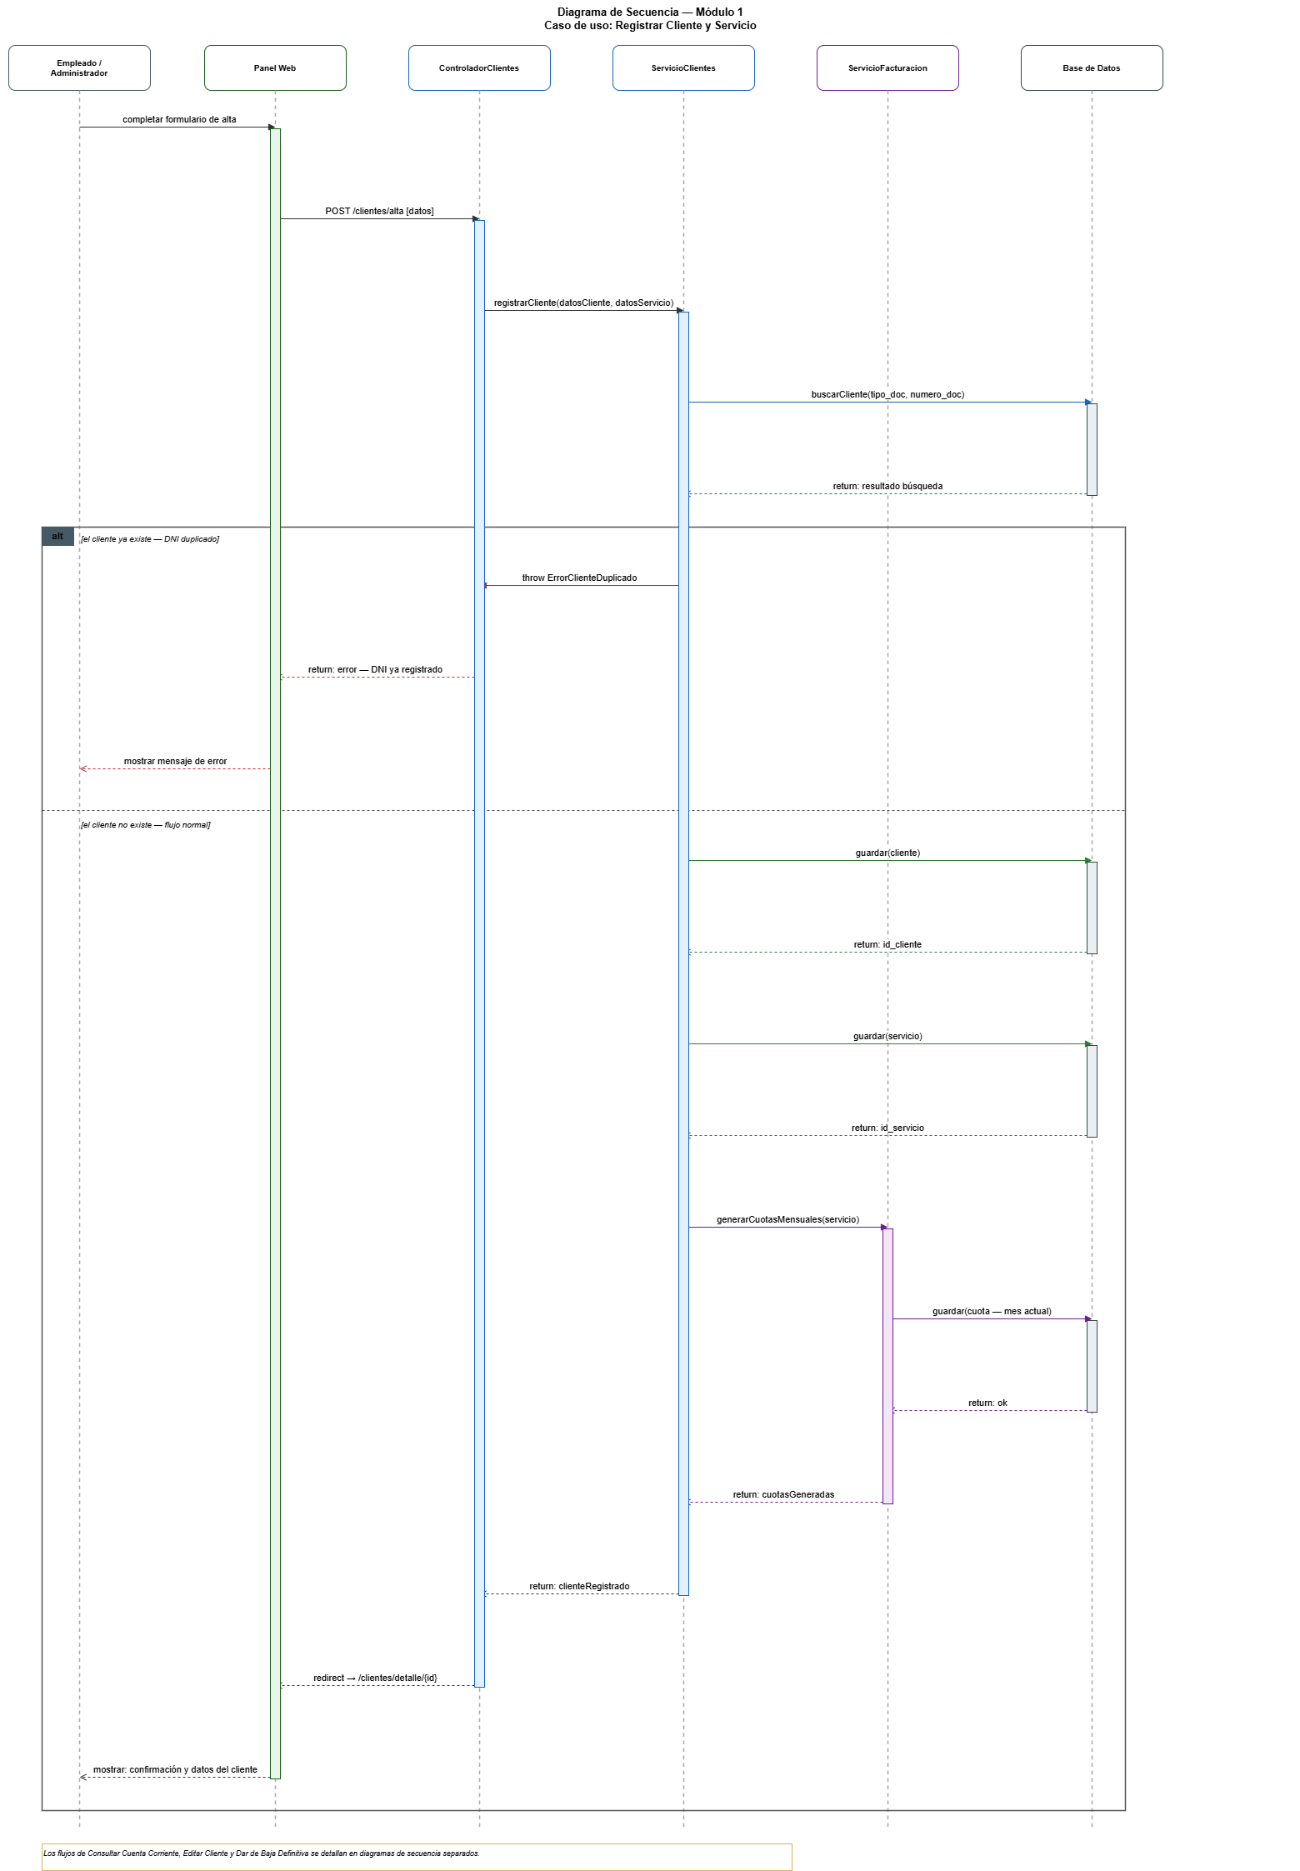 Diagrama de Secuencia — Módulo 1
Caso de uso: Registrar Cliente y Servicio
Empleado /
Administrador
Panel Web
ControladorClientes
ServicioClientes
ServicioFacturacion
Base de Datos
completar formulario de alta
POST /clientes/alta [datos]
registrarCliente(datosCliente, datosServicio)
buscarCliente(tipo_doc, numero_doc)
return: resultado búsqueda
alt
[el cliente ya existe — DNI duplicado]
throw ErrorClienteDuplicado
return: error — DNI ya registrado
mostrar mensaje de error
[el cliente no existe — flujo normal]
guardar(cliente)
return: id_cliente
guardar(servicio)
return: id_servicio
generarCuotasMensuales(servicio)
guardar(cuota — mes actual)
return: ok
return: cuotasGeneradas
return: clienteRegistrado
redirect → /clientes/detalle/{id}
mostrar: confirmación y datos del cliente
Los flujos de Consultar Cuenta Corriente, Editar Cliente y Dar de Baja Definitiva se detallan en diagramas de secuencia separados.